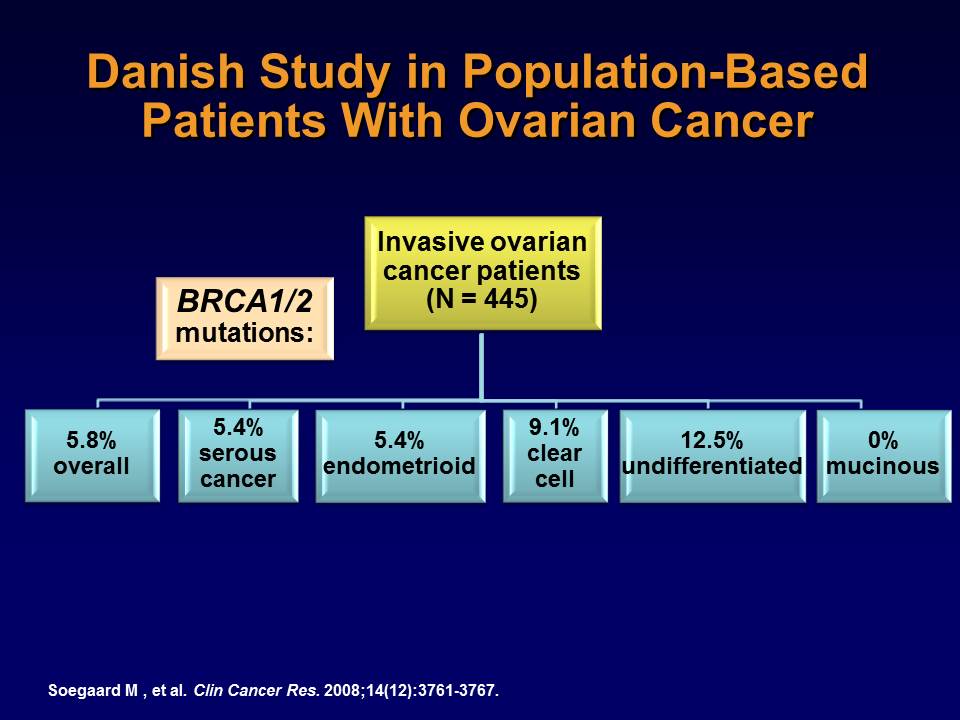 Danish Study in Population-Based
Patients With Ovarian Cancer
Invasive ovarian
cancer patients
(N = 445)
BRCA1/2
mutations:
5.8%
overall
5.4%
serous
cancer
5.4%
endometrioid
9.1%
clear
cell
12.5%
undifferentiated
0%
mucinous
Soegaard M , et al. Clin Cancer Res. 2008;14(12):3761-3767.